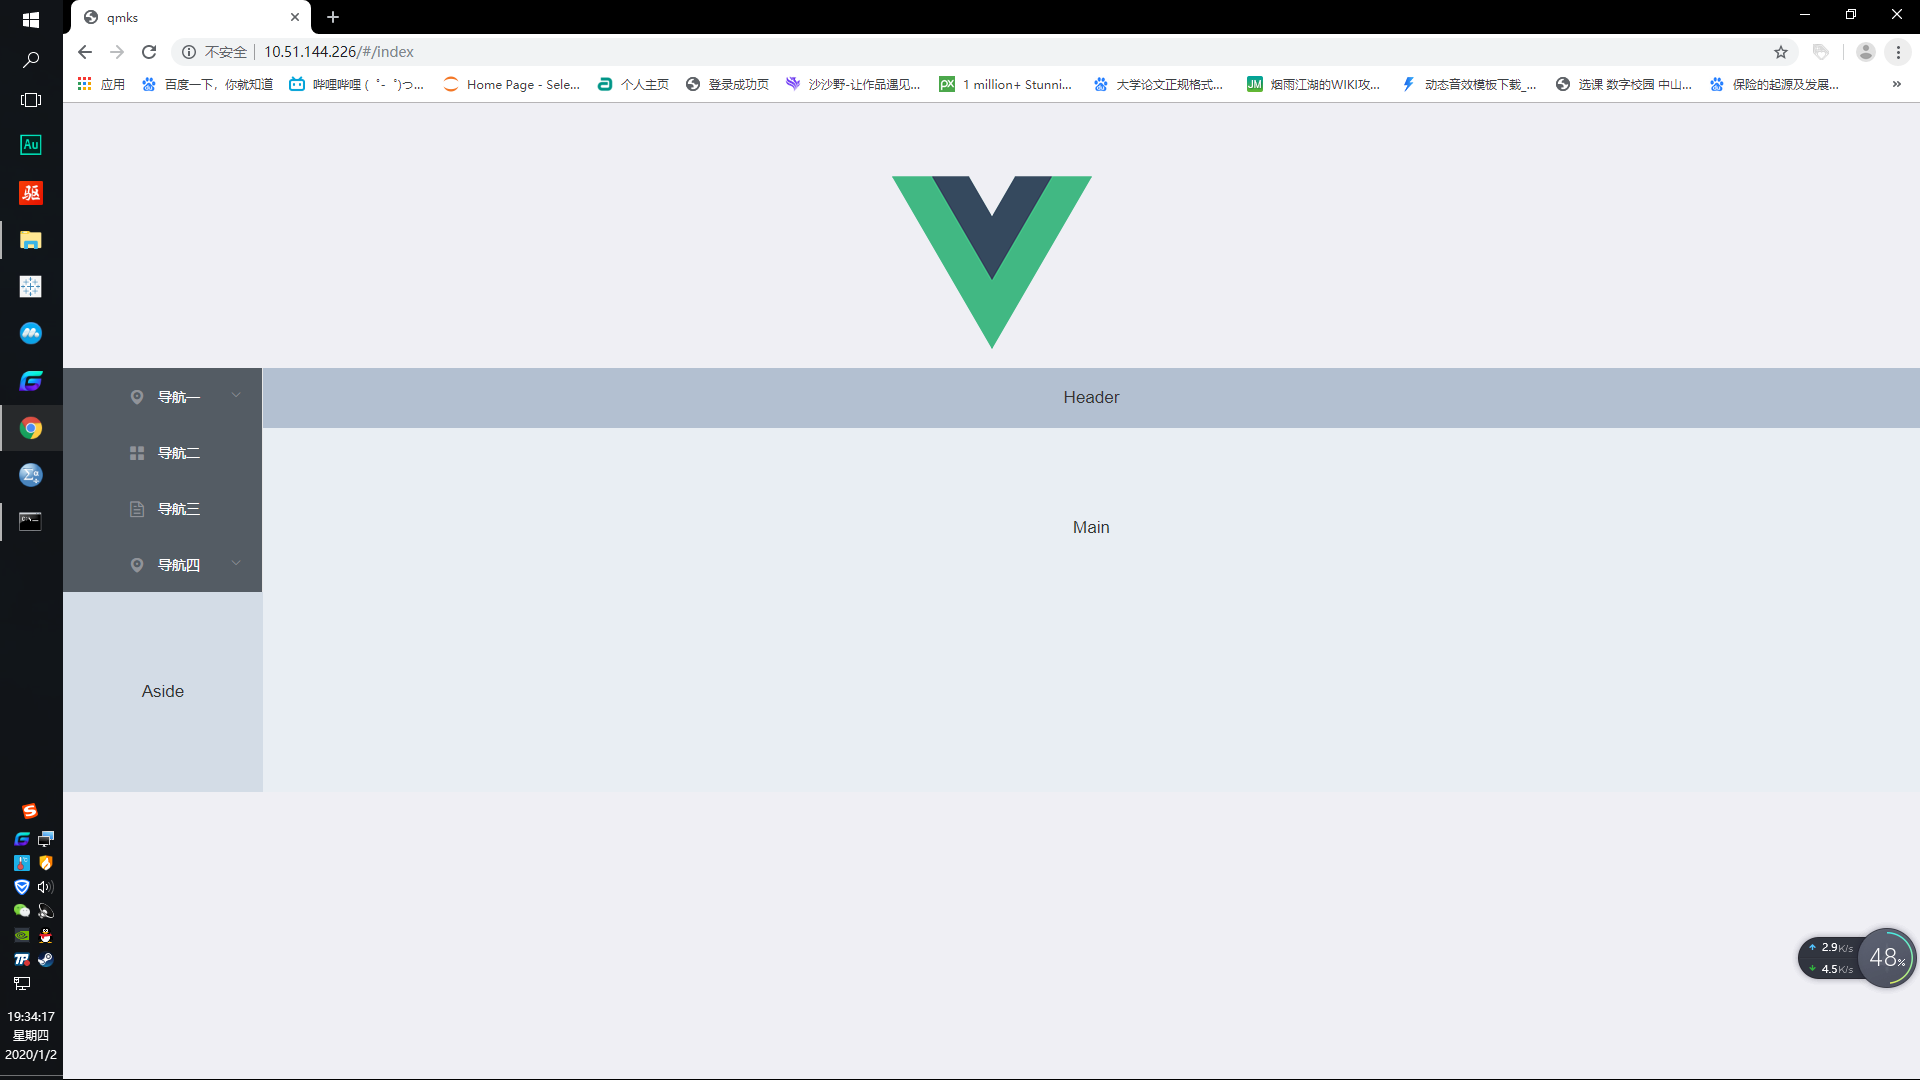 qmks
不安全
10.51.144.226/#/index
应用
百度一下，你就知道
哔哩哔哩 ( ゜- ゜)つ...
Home Page - Sele...
个人主页
登录成功页
沙沙野-让作品遇见...
1 million+ Stunni...
大学论文正规格式...
烟雨江湖的WIKI攻...
动态音效模板下载_...
选课 数字校园 中山...
保险的起源及发展...
»
Au
驱
px
JM
导航一
导航二
导航三
导航四
Header
Main
Aside
2.9K/s
4.5K/s
48%
19:34:17
星期四
2020/1/2